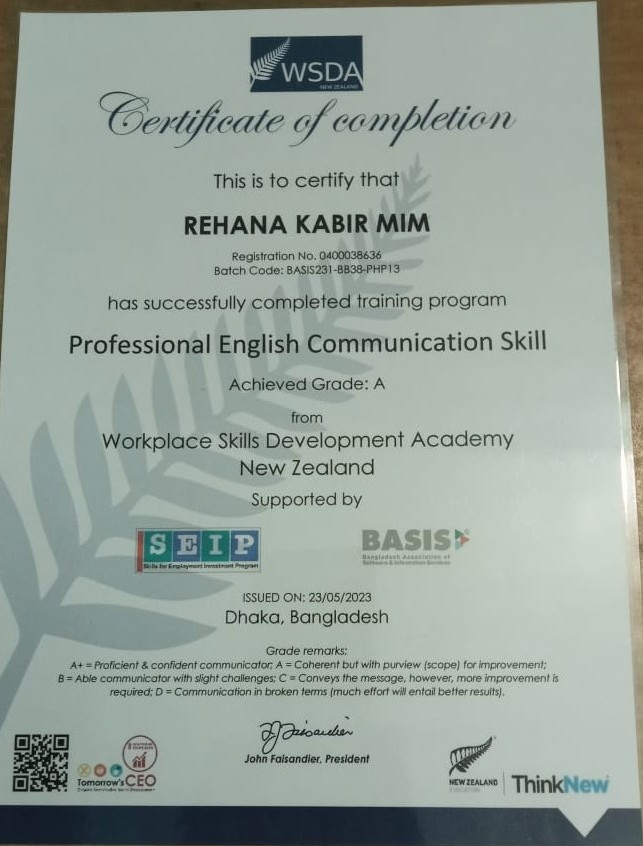 WSDA
NEW ZEALAND
Certificate of completion
This is to certify that
REHANA KABIR MIM
Registration No. 0400038636
Batch Code: BASIS231-BB38-PHP13
has successfully completed training program
Professional English Communication Skill
Achieved Grade: A
from
Workplace Skills Development Academy
New Zealand
Supported by
SEIP
Skills for Employment Investment Program
BASIS
Bangladesh Association of
Software & Information Services
ISSUED ON: 23/05/2023
Dhaka, Bangladesh
Grade remarks:
A+ = Proficient & confident communicator; A = Coherent but with purview (scope) for improvement;
B = Able communicator with slight challenges; C = Conveys the message, however, more improvement is
required; D = Communication in broken terms (much effort will entail better results).
John Faisandier, President
Tomorrow's CEO
NEW ZEALAND
EDUCATION
ThinkNew